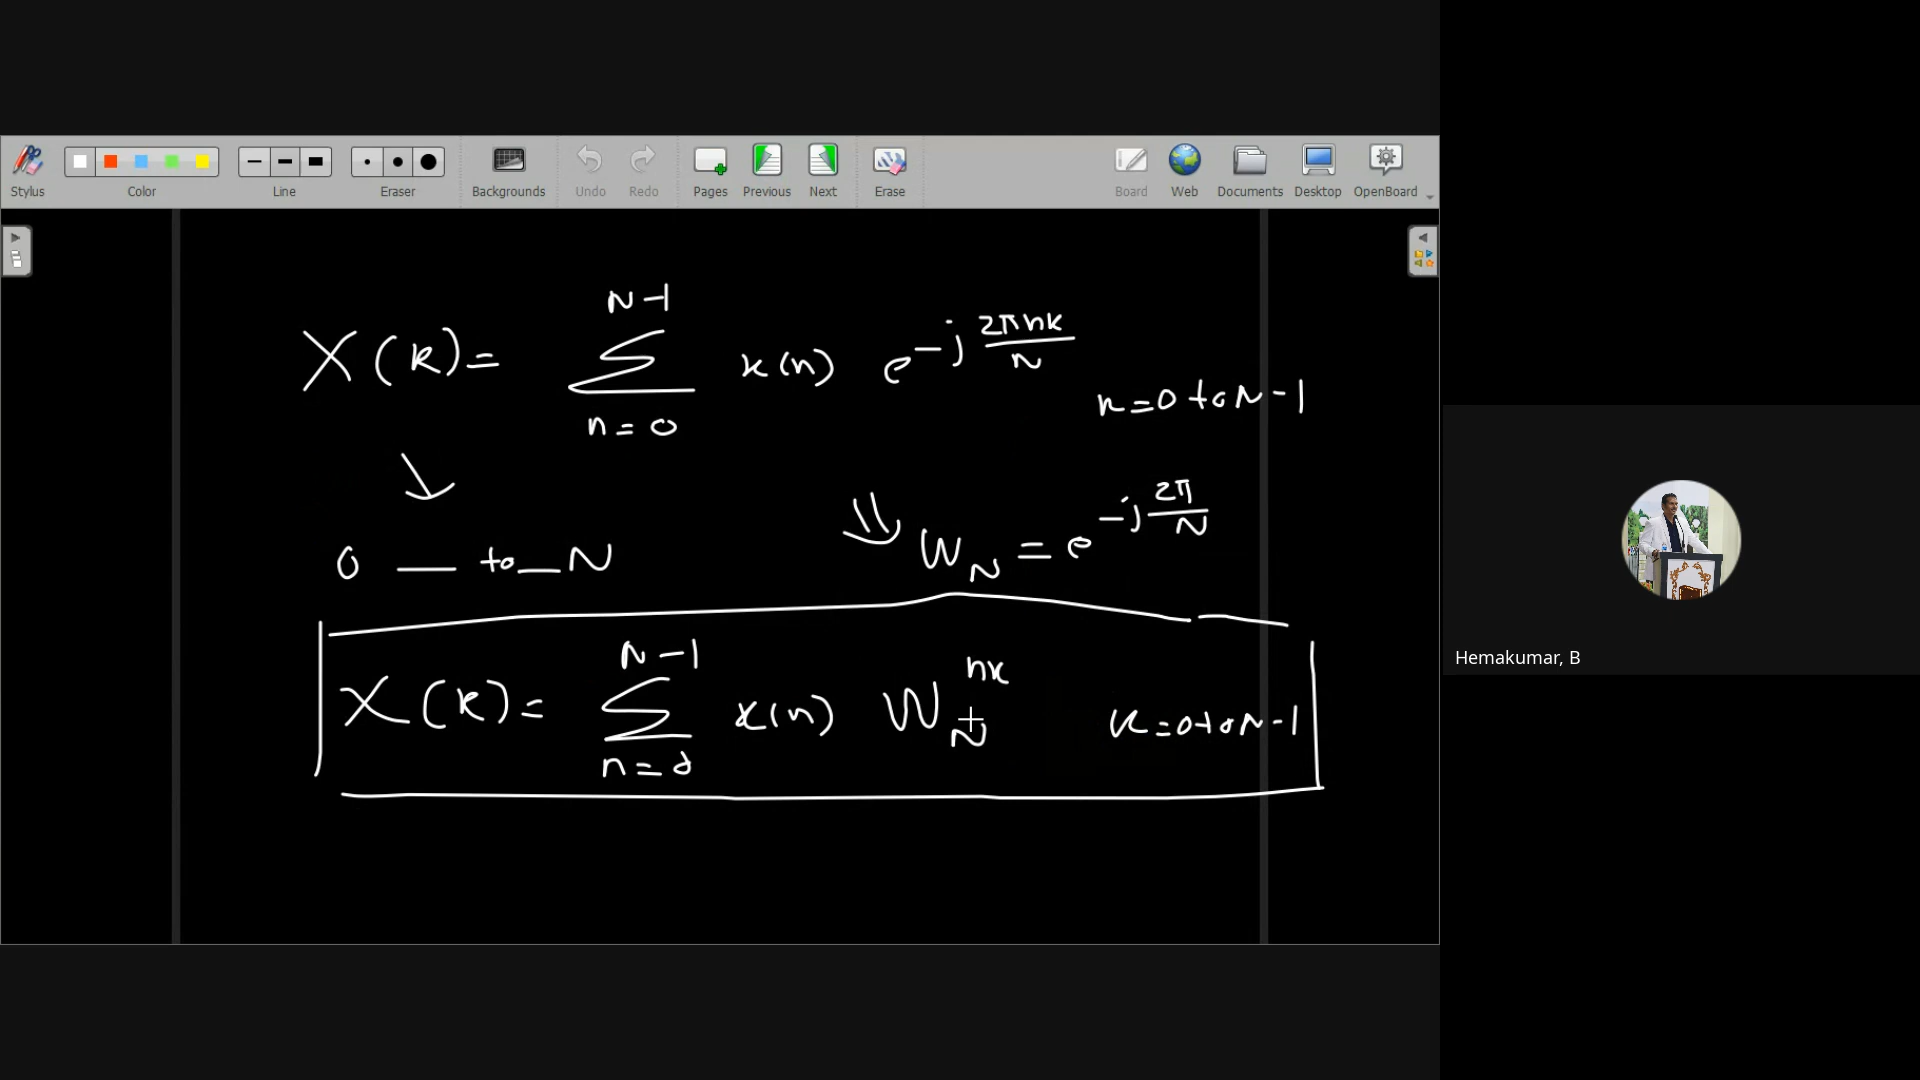 Stylus Color Line Eraser Backgrounds Undo Redo Pages Previous Next Erase Board Web Documents Desktop OpenBoard
N-1
X(k)= Σ x(n) e^{-j 2πnk/N}
n=0
k=0 to N-1
0 — to — N
W_N = e^{-j 2π/N}
N-1
X(k)= Σ x(n) W_N^{nk} k=0 to N-1
n=0
Hemakumar, B